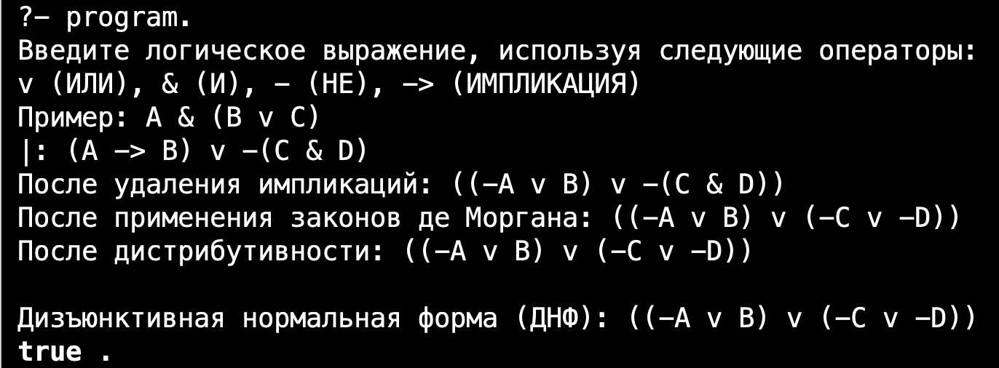 ?- program.
Введите логическое выражение, используя следующие операторы:
v (ИЛИ), & (И), - (НЕ), -> (ИМПЛИКАЦИЯ)
Пример: A & (B v C)
|: (A -> B) v -(C & D)
После удаления импликаций: ((-A v B) v -(C & D))
После применения законов де Моргана: ((-A v B) v (-C v -D))
После дистрибутивности: ((-A v B) v (-C v -D))
Дизъюнктивная нормальная форма (ДНФ): ((-A v B) v (-C v -D))
true .